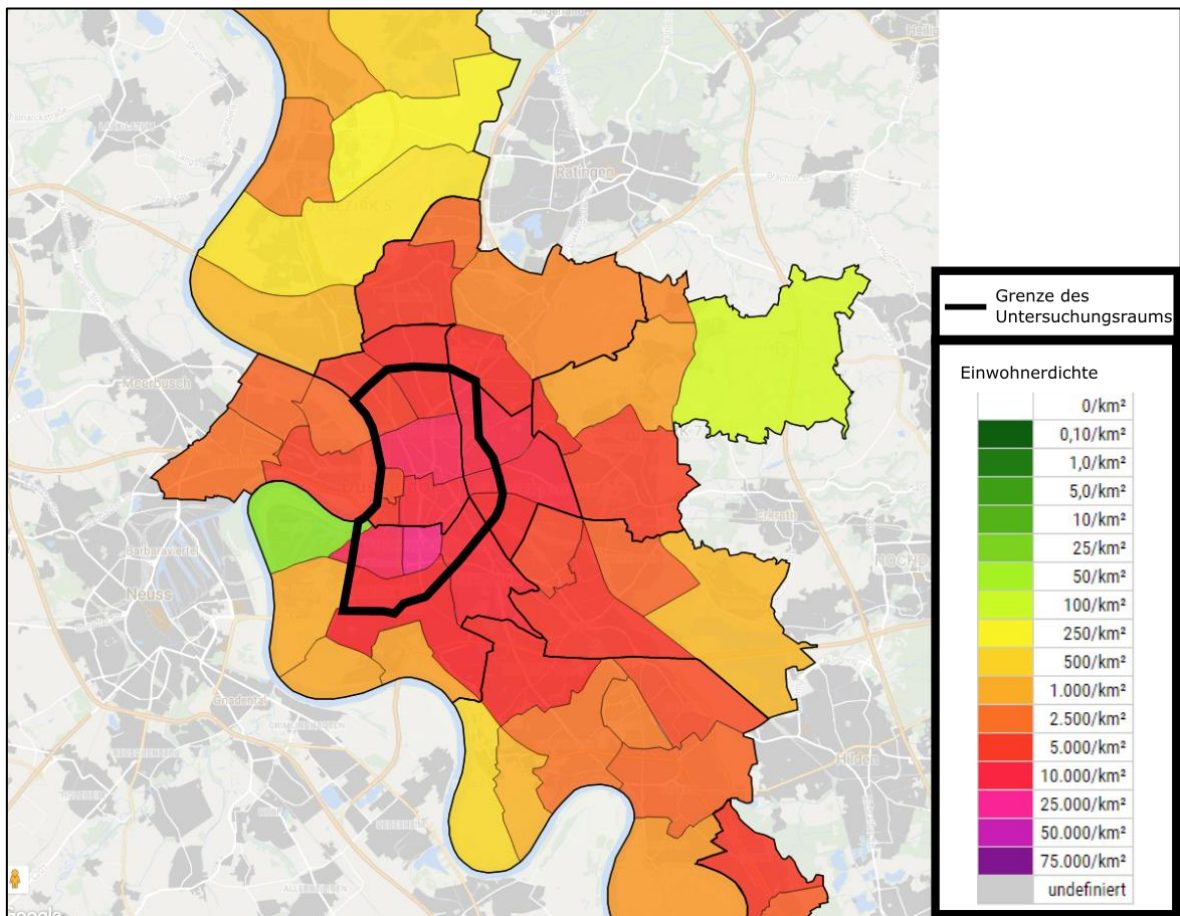 Ratingen
Meerbusch
Erkrath
Neuss
Gnadental
Hilden
Grenze des
Untersuchungsraums
Einwohnerdichte
0/km²
0,10/km²
1,0/km²
5,0/km²
10/km²
25/km²
50/km²
100/km²
250/km²
500/km²
1.000/km²
2.500/km²
5.000/km²
10.000/km²
25.000/km²
50.000/km²
75.000/km²
undefiniert